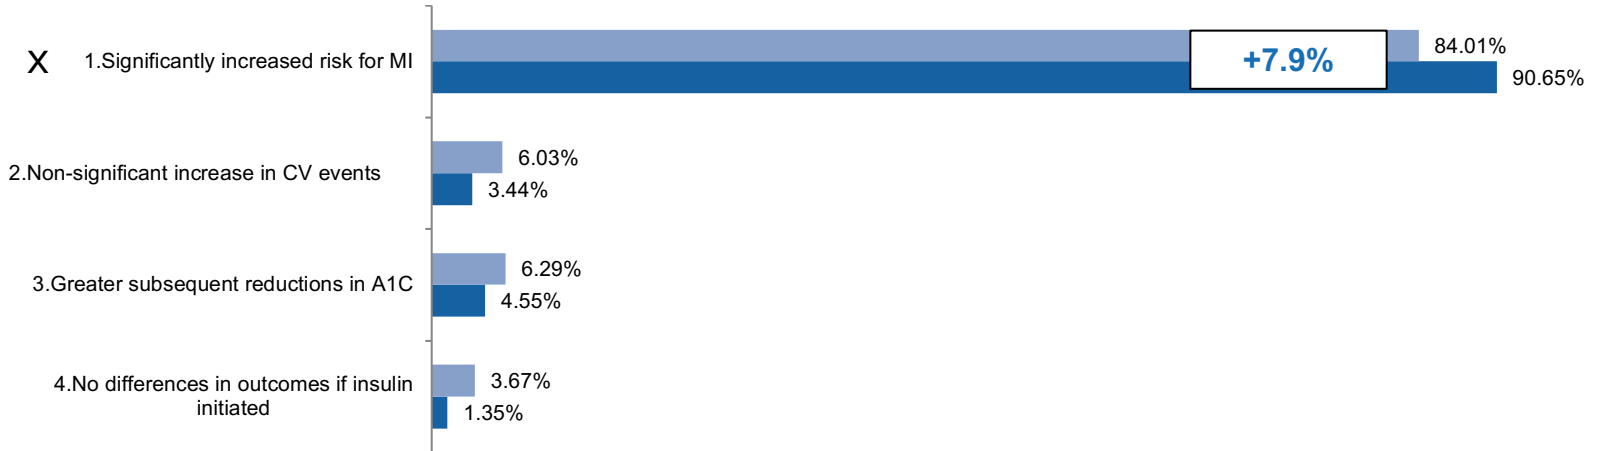 X
1.Significantly increased risk for MI
84.01%
+7.9%
90.65%
2.Non-significant increase in CV events
6.03%
3.44%
3.Greater subsequent reductions in A1C
6.29%
4.55%
4.No differences in outcomes if insulin
initiated
3.67%
1.35%